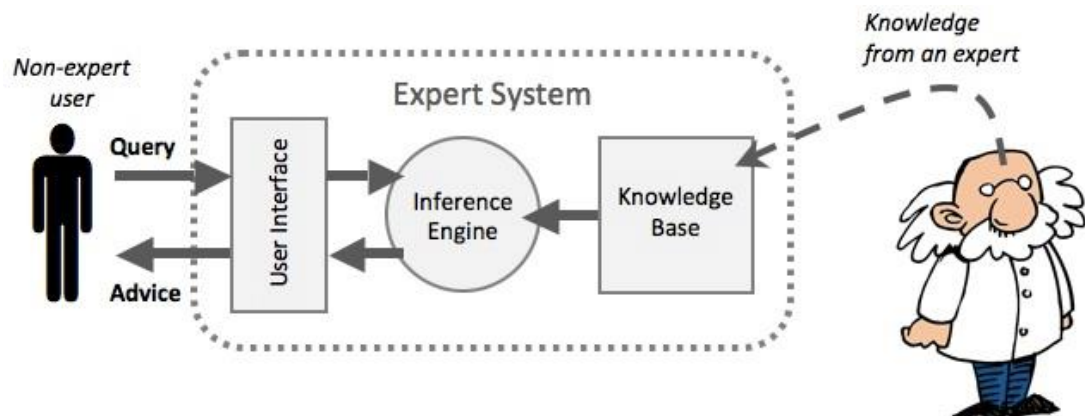 Non-expert
user
Query
Advice
Expert System
User Interface
Inference
Engine
Knowledge
Base
Knowledge
from an expert